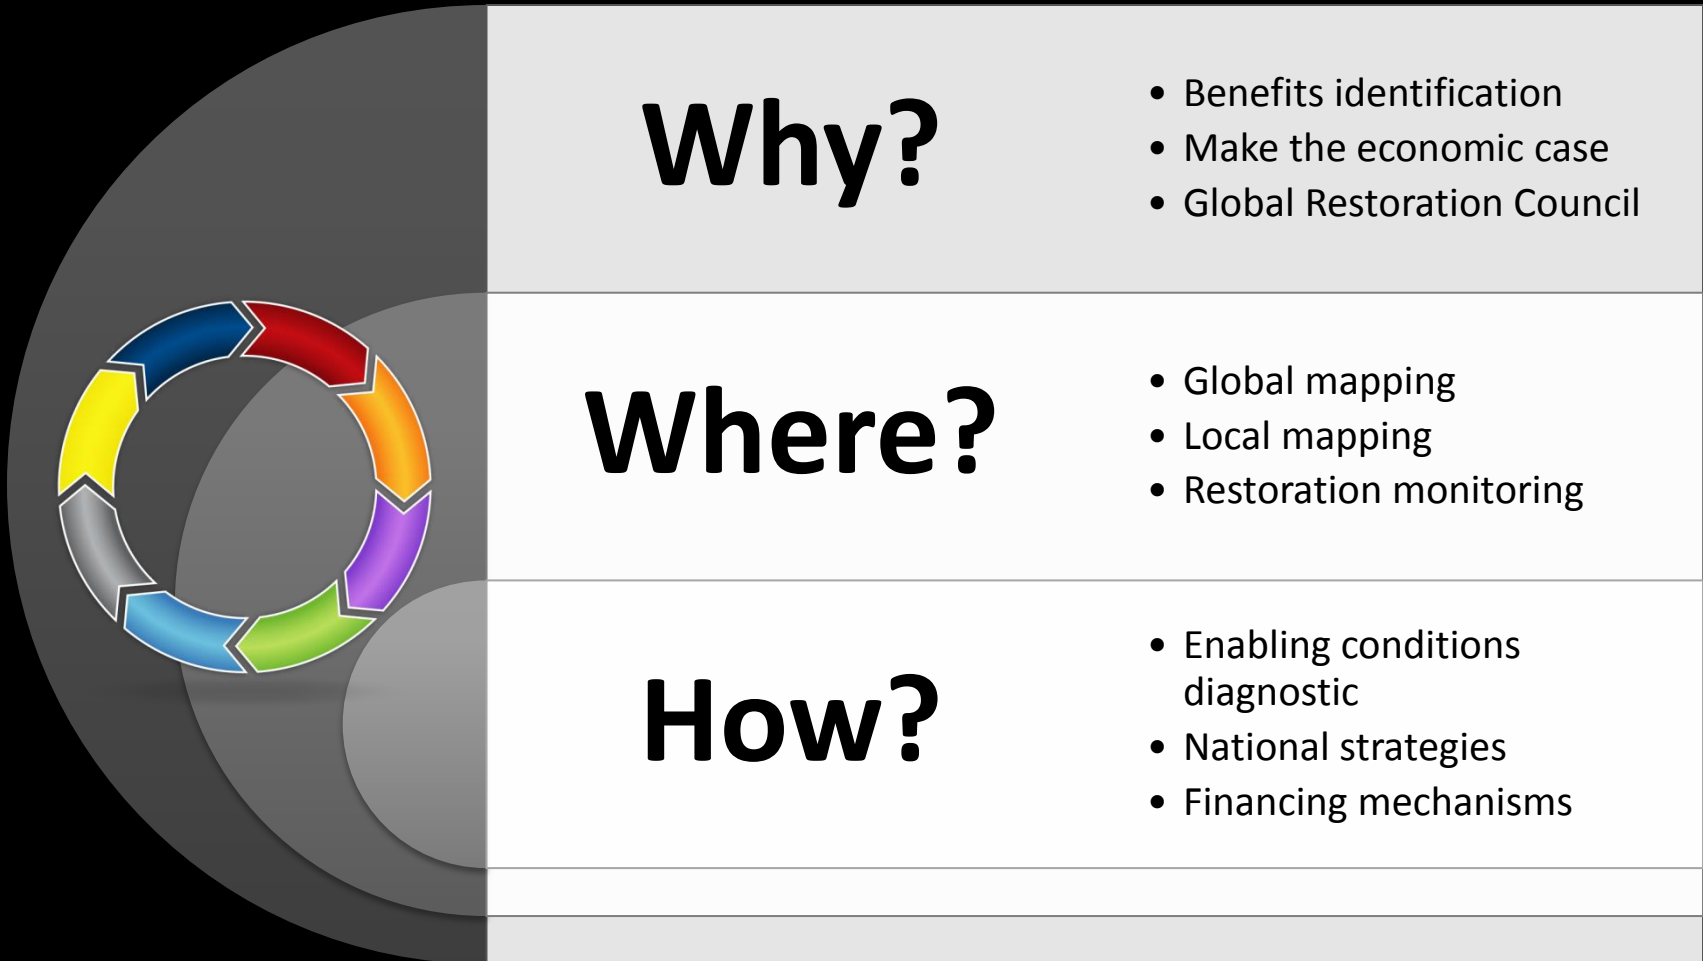 Why?
• Benefits identification
• Make the economic case
• Global Restoration Council
Where?
• Global mapping
• Local mapping
• Restoration monitoring
How?
• Enabling conditions
diagnostic
• National strategies
• Financing mechanisms